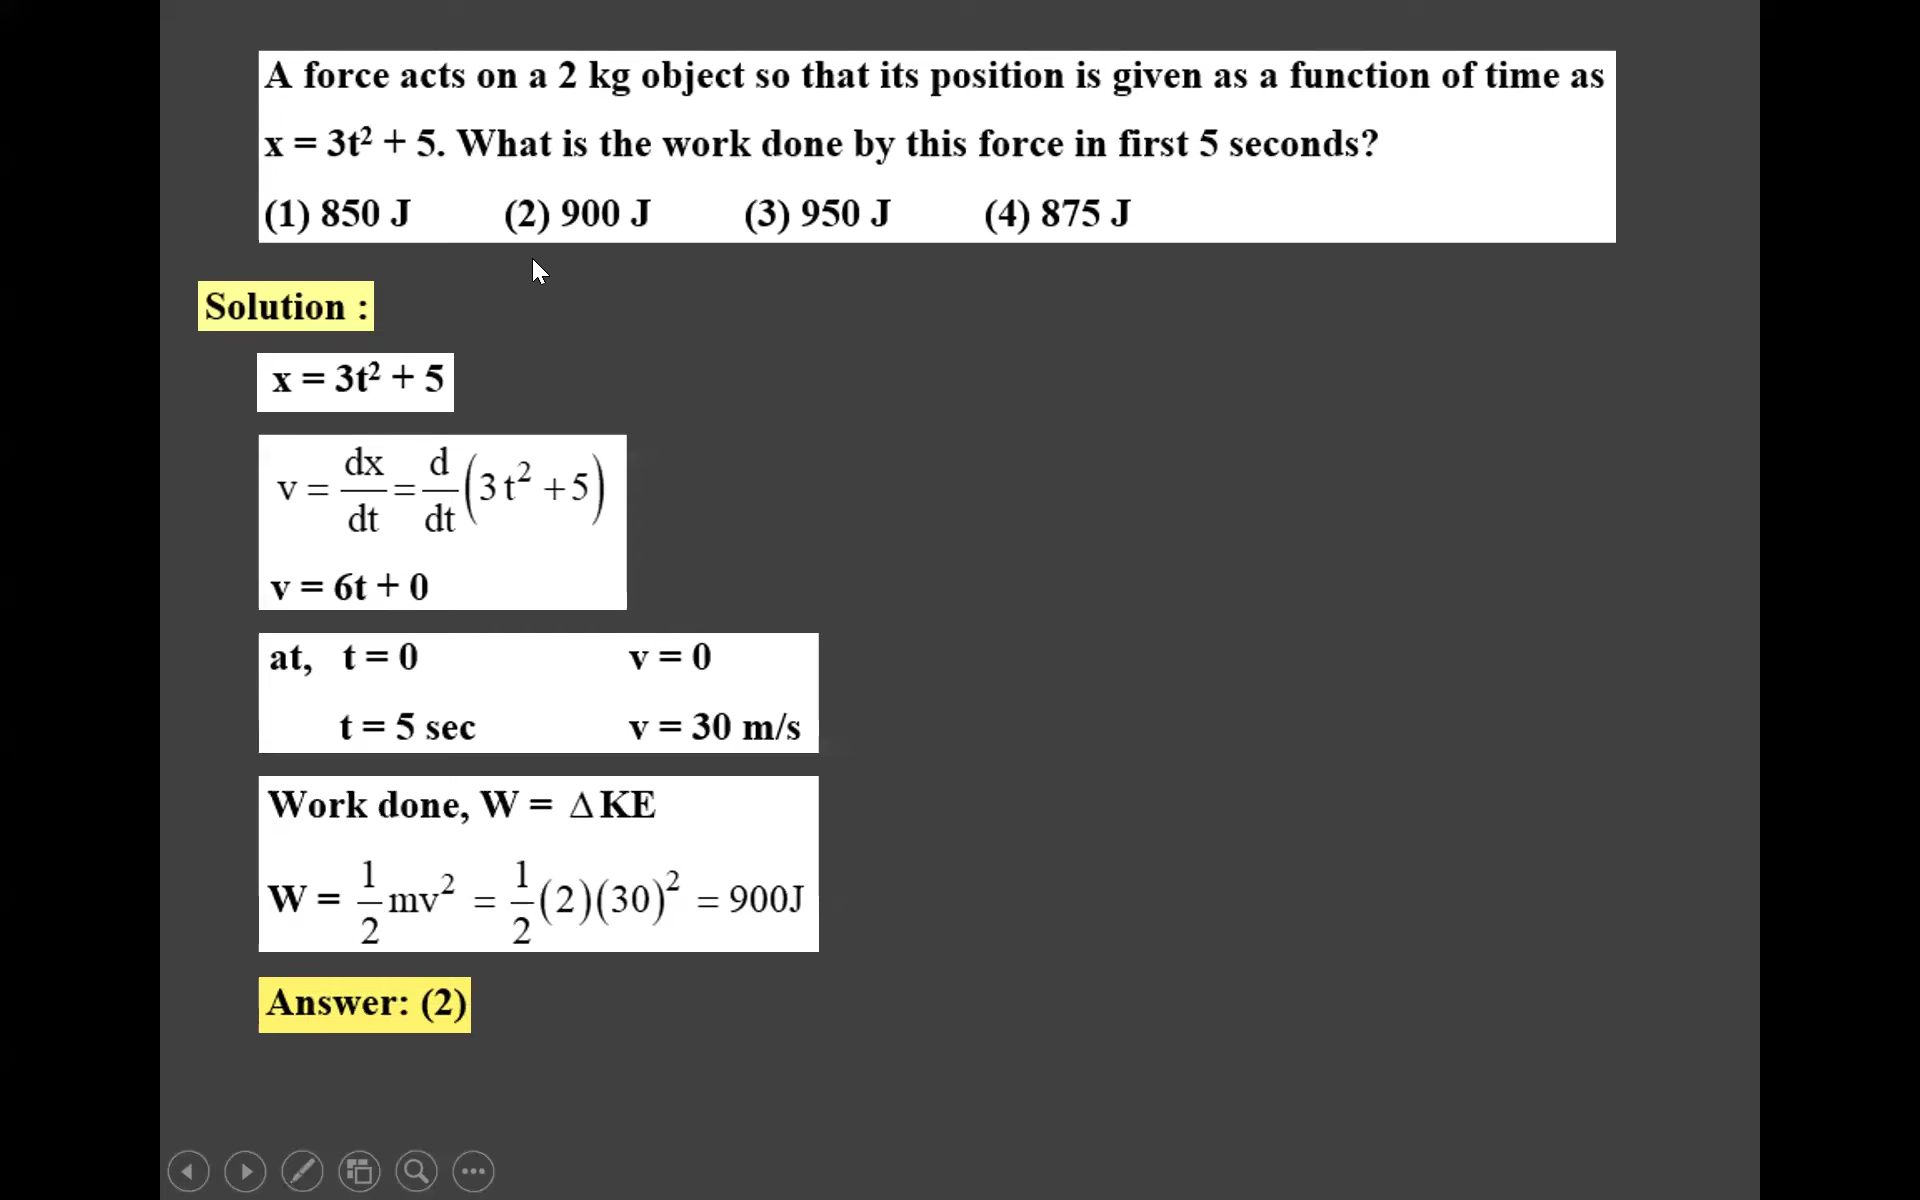 A force acts on a 2 kg object so that its position is given as a function of time as
x = 3t² + 5. What is the work done by this force in first 5 seconds?
(1) 850 J (2) 900 J (3) 950 J (4) 875 J
Solution :
x = 3t² + 5
v = dx/dt = d/dt (3t² + 5)
v = 6t + 0
at, t = 0 v = 0
t = 5 sec v = 30 m/s
Work done, W = ΔKE
W = 1/2 mv² = 1/2 (2)(30)² = 900J
Answer: (2)